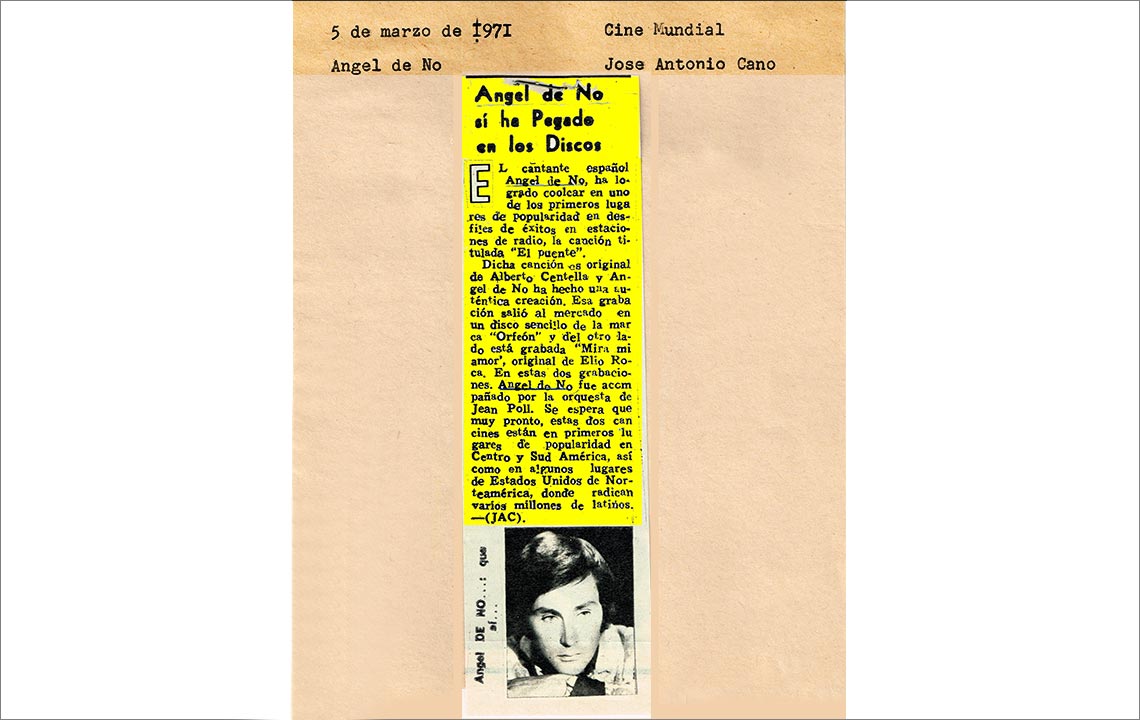 5 de marzo de 1971
Cine Mundial
Angel de No
Jose Antonio Cano
Angel de No
sí ha Pegado
en los Discos
EL cantante español
Angel de No, ha lo-
grado coolcar en uno
de los primeros luga
res de popularidad en des-
files de éxitos en estacio-
nes de radio, la canción ti-
tulada "El puente".
Dicha canción es original
de Alberto Centella y An-
gel de No ha hecho una au-
téntica creación. Esa graba
ción salió al mercado en
un disco sencillo de la mar
ca "Orfeón" y del otro la-
do está grabada "Mira mi
amor', original de Elio Ro-
ca. En estas dos grabacio-
nes. Angel de No fue acom
pañado por la orquesta de
Jean Poll. Se espera que
muy pronto, estas dos can
cines están en primeros lu
gares de popularidad en
Centro y Sud América, así
como en algunos lugares
de Estados Unidos de Nor-
teamérica, donde radican
varios millones de latinos.
—(JAC).
Angel DE NO...: que
sí...